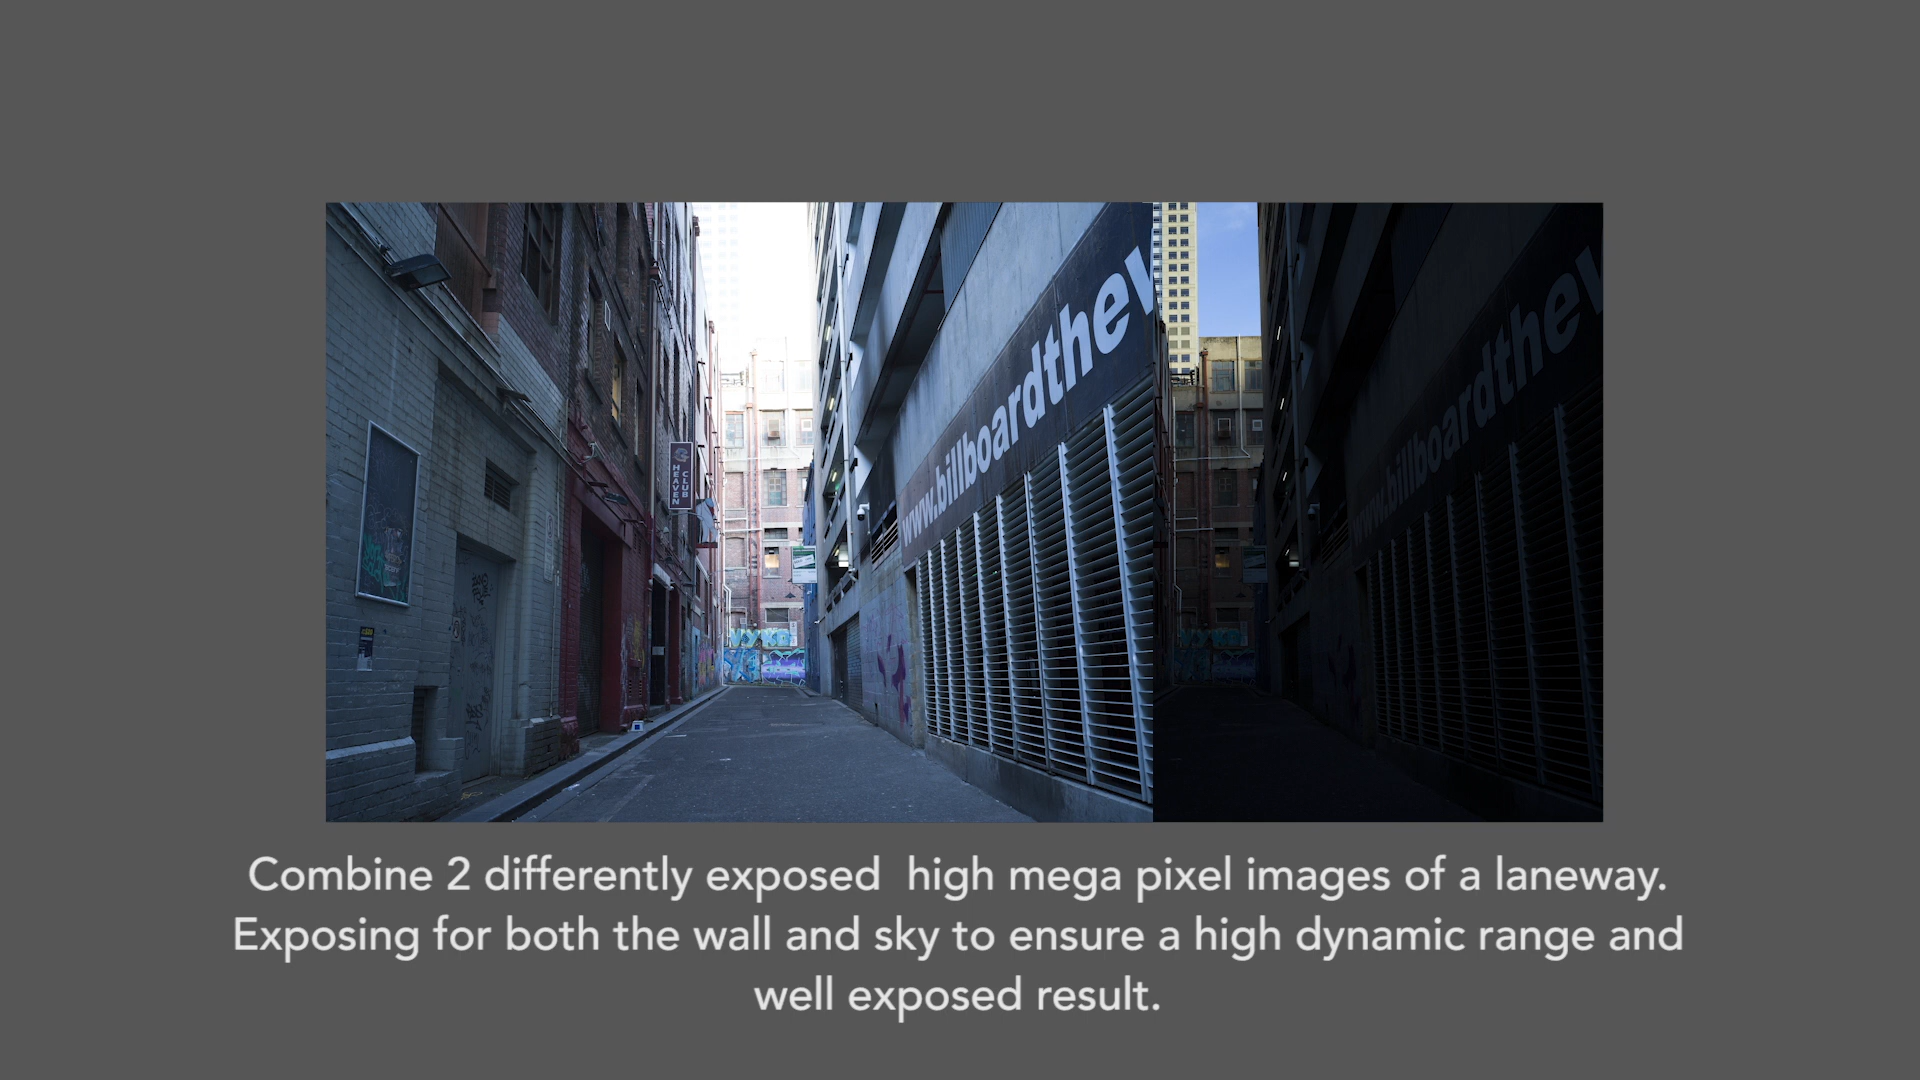 www.billboardthev
G
HEAVEN
CLUB
www.billboardthev
Combine 2 differently exposed  high mega pixel images of a laneway.
Exposing for both the wall and sky to ensure a high dynamic range and
well exposed result.